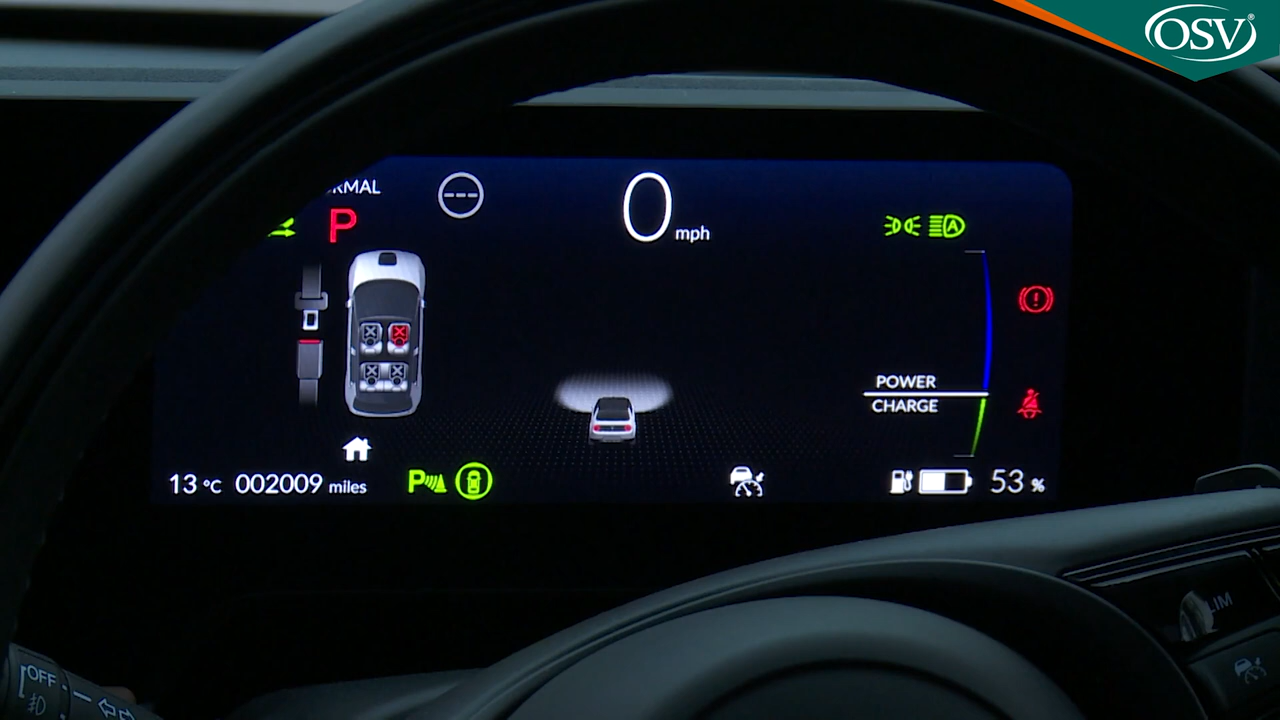 OSV®
RMAL
P
---
0 mph
A
POWER
CHARGE
13 °C 002009 miles
P
53 %
LIM
OFF